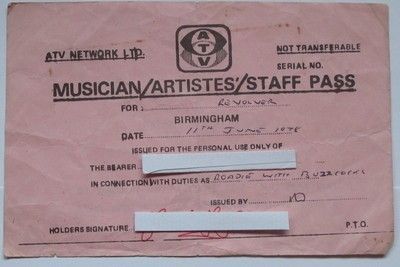 ATV NETWORK LTD.
ATV
NOT TRANSFERABLE
SERIAL NO.
MUSICIAN/ARTISTES'/STAFF PASS
FOR: REVOLVER
BIRMINGHAM
DATE 11TH JUNE 1978
ISSUED FOR THE PERSONAL USE ONLY OF
THE BEARER
IN CONNECTION WITH DUTIES AS ROADIE WITH BUZZCOCKS
ISSUED BY
HOLDERS SIGNATURE
P.T.O.